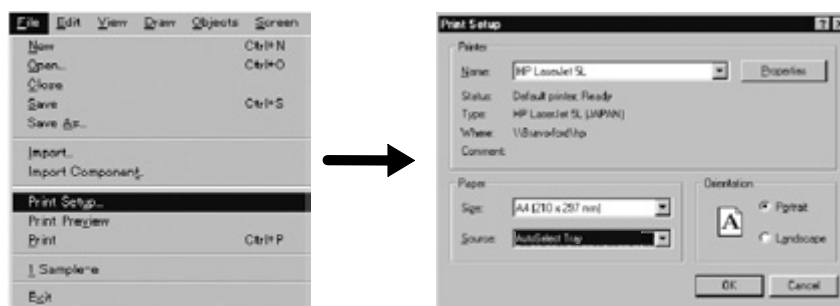 File Edit View Draw Objects Screen
New Ctrl+N
Open... Ctrl+O
Close
Save Ctrl+S
Save As...
Import...
Import Component...
Print Setup...
Print Preview
Print Ctrl+P
1 Sample-e
Exit
Print Setup
Printer
Name: HP LaserJet 5L Properties
Status: Default printer; Ready
Type: HP LaserJet 5L (JAPAN)
Where:
Comment:
Paper
Size: A4 (210 x 297 mm)
Source: AutoSelect Tray
Orientation
A
Portrait
Landscape
OK Cancel